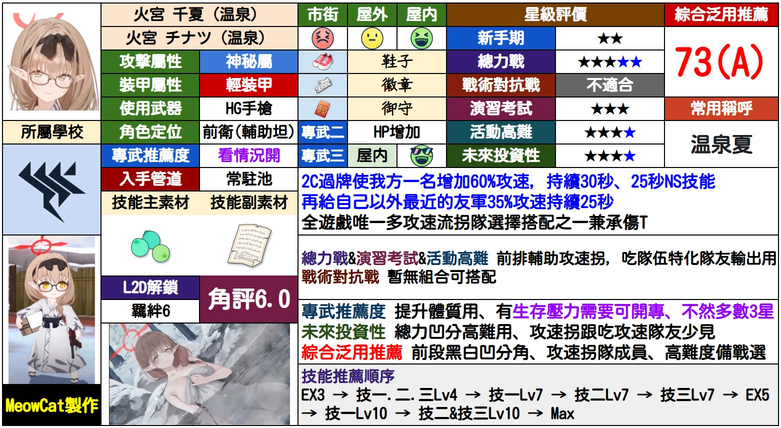 火宮 千夏（温泉）
火宮 チナツ（温泉）
攻擊屬性 神秘屬
裝甲屬性 輕裝甲
使用武器 HG手槍
所屬學校
角色定位 前衛(輔助坦)
專武推薦度 看情況開
入手管道 常駐池
技能主素材 技能副素材
L2D解鎖
羈絆6
角評6.0
MeowCat製作
市街 屋外 屋內
鞋子
徽章
御守
專武二 HP增加
專武三 屋內
星級評價
新手期 ★★
總力戰 ★★★★★
戰術對抗戰 不適合
演習考試 ★★★
活動高難 ★★★★
未來投資性 ★★★★
綜合泛用推薦
73(A)
常用稱呼
温泉夏
2C過牌使我方一名增加60%攻速, 持續30秒、25秒NS技能
再給自己以外最近的友軍35%攻速持續25秒
全遊戲唯一多攻速流拐隊選擇搭配之一兼承傷T
總力戰&演習考試&活動高難 前排輔助攻速拐, 吃隊伍特化隊友輸出用
戰術對抗戰 暫無組合可搭配
專武推薦度 提升體質用、有生存壓力需要可開專、不然多數3星
未來投資性 總力凹分高難用、攻速拐跟吃攻速隊友少見
綜合泛用推薦 前段黑白凹分角、攻速拐隊成員、高難度備戰選
技能推薦順序
EX3 → 技一.二.三Lv4 → 技一Lv7 → 技二Lv7 → 技三Lv7 → EX5
→ 技一Lv10 → 技二&技三Lv10 → Max